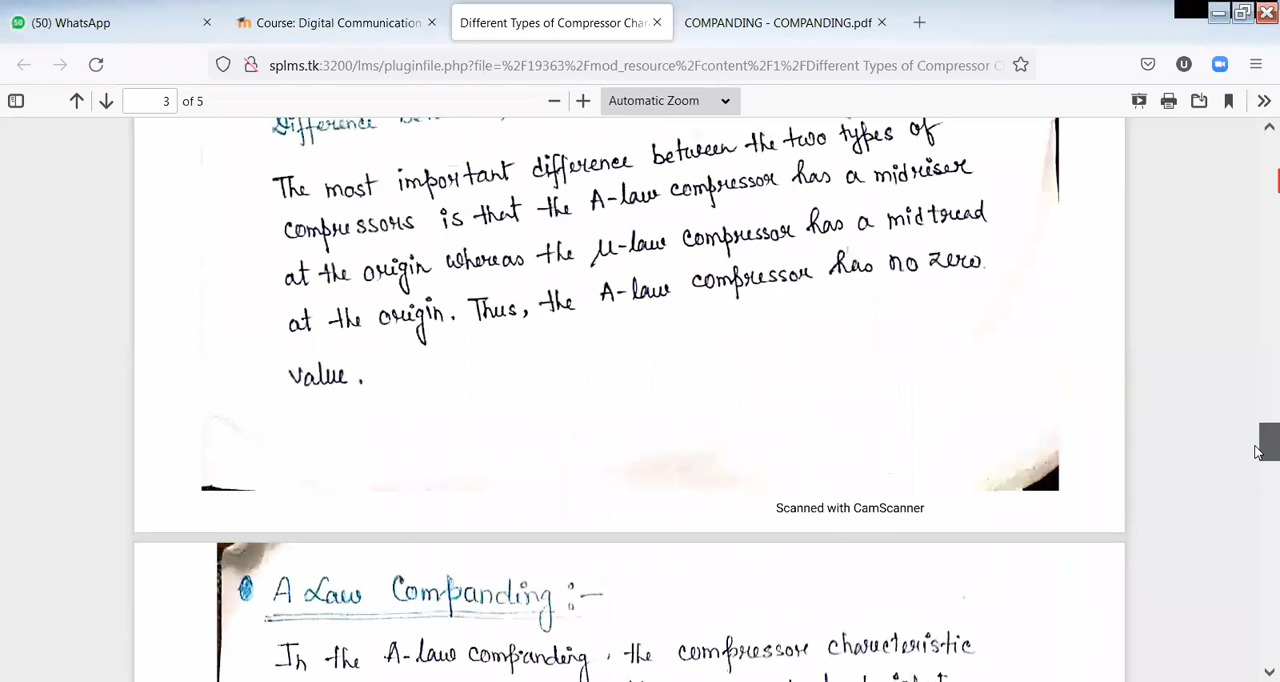 (50) WhatsApp
Course: Digital Communication
Different Types of Compressor Char
COMPANDING - COMPANDING.pdf
splms.tk:3200/lms/pluginfile.php?file=%2F19363%2Fmod_resource%2Fcontent%2F1%2FDifferent Types of Compressor C
U
3 of 5
Automatic Zoom
Difference
The most important difference between the two types of
compressors is that the A-law compressor has a midriser
at the origin whereas the μ-law compressor has a midtread
at the origin. Thus, the A-law compressor has no zero
value.
Scanned with CamScanner
A Law Companding :-
In the A-law companding, the compressor characteristic